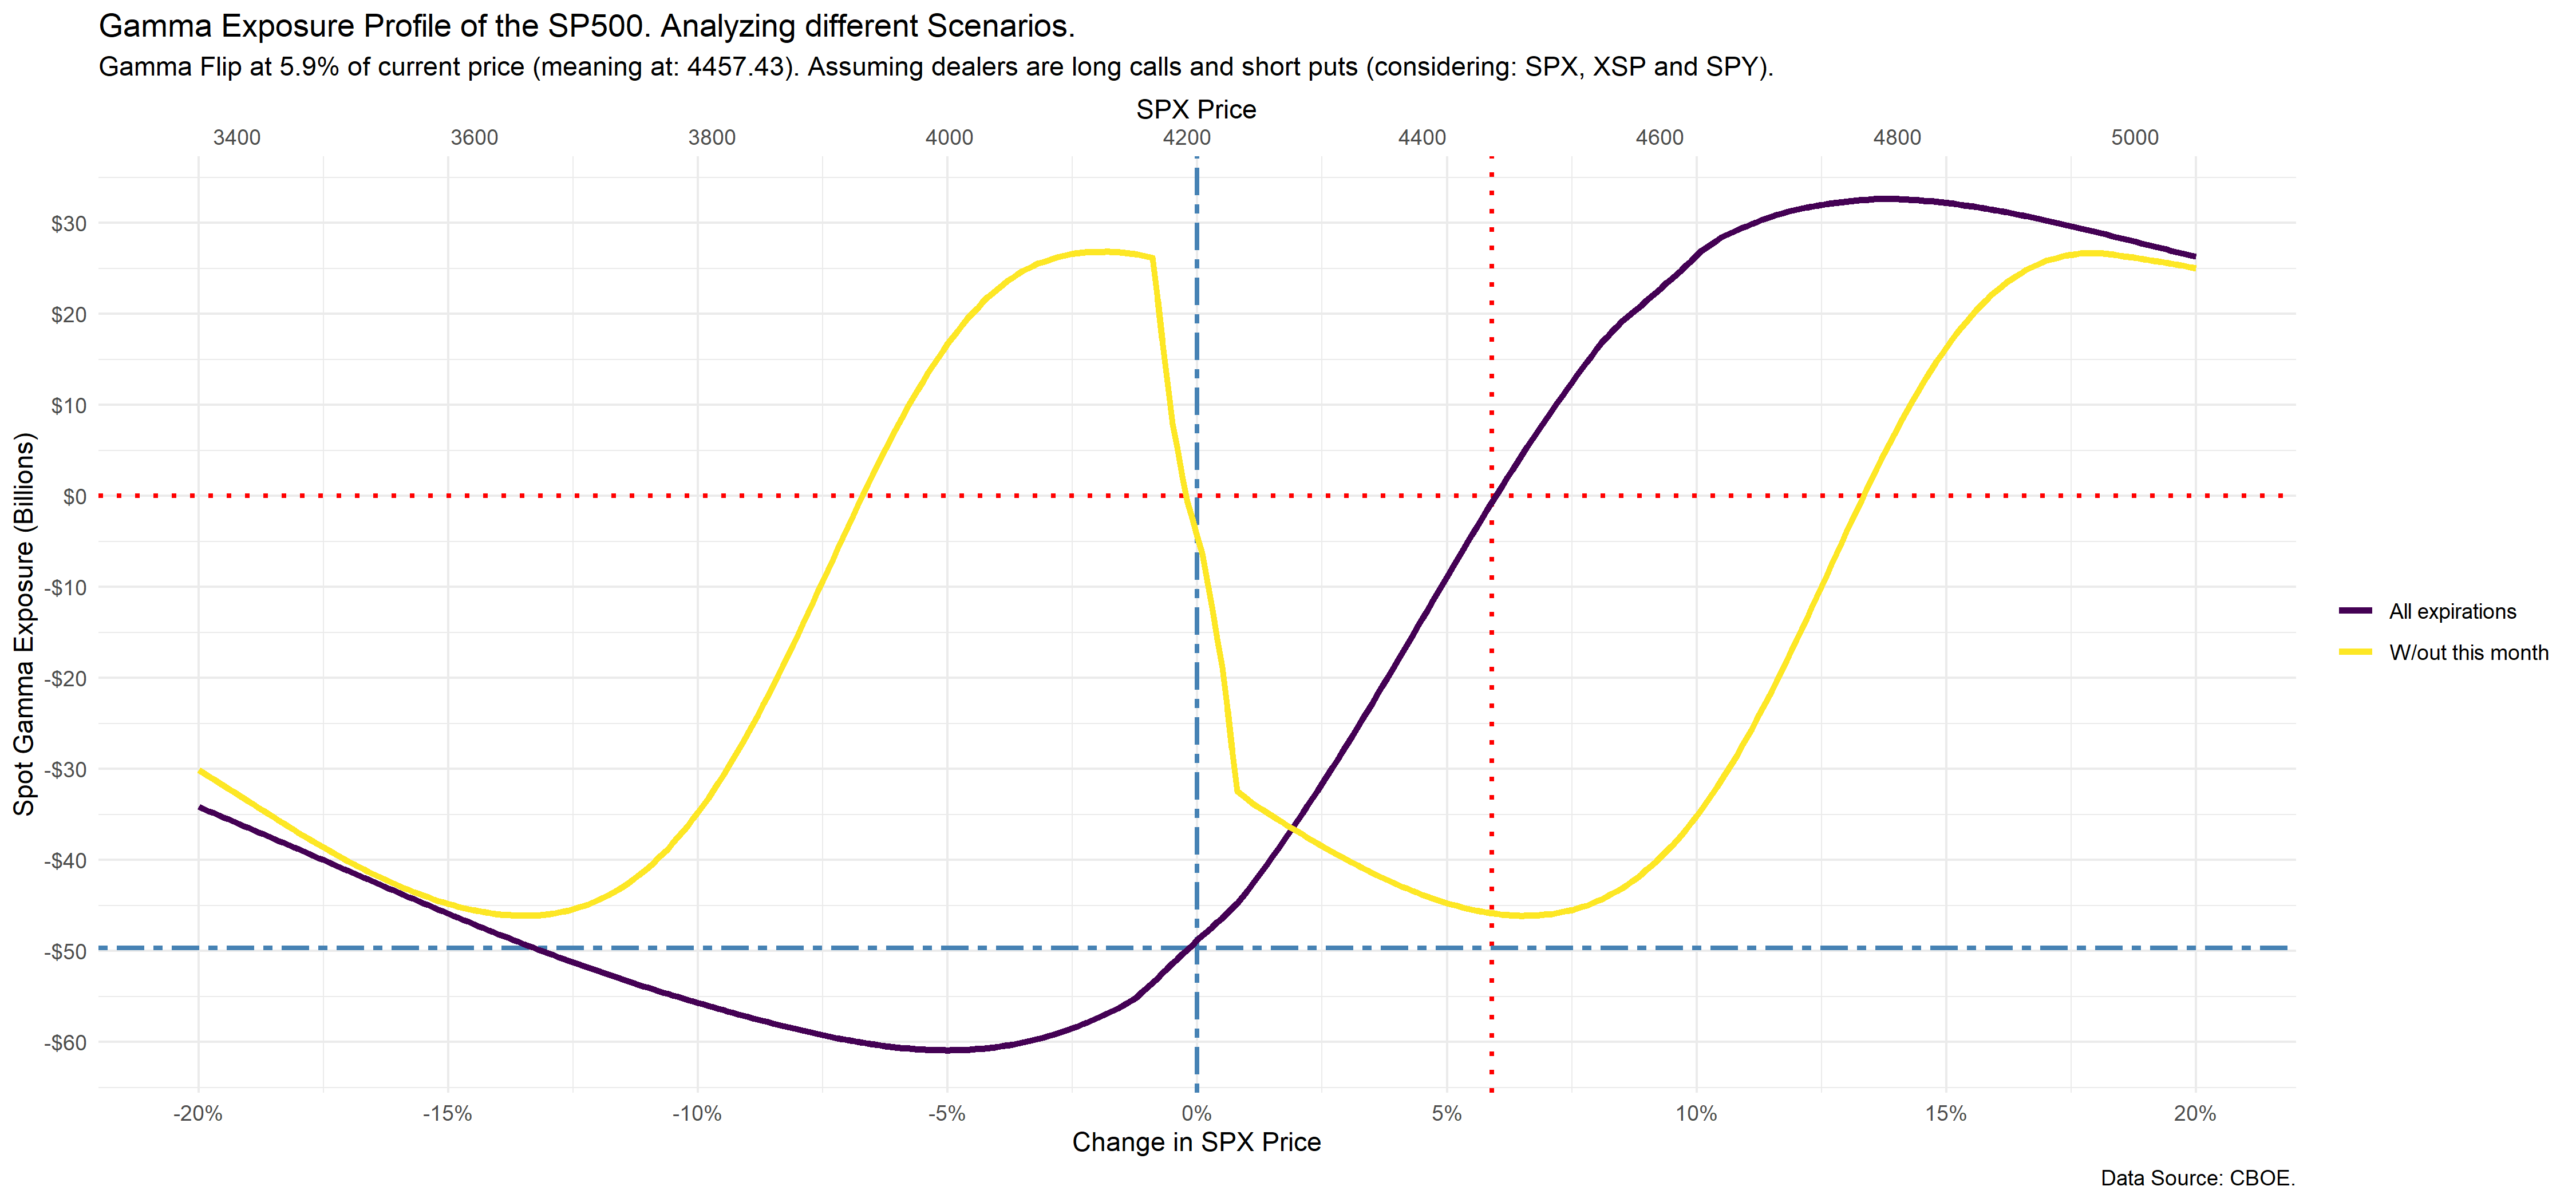 Gamma Exposure Profile of the SP500. Analyzing different Scenarios.
Gamma Flip at 5.9% of current price (meaning at: 4457.43). Assuming dealers are long calls and short puts (considering: SPX, XSP and SPY).
SPX Price
3400 3600 3800 4000 4200 4400 4600 4800 5000
Spot Gamma Exposure (Billions)
$30
$20
$10
$0
-$10
-$20
-$30
-$40
-$50
-$60
All expirations
W/out this month
-20% -15% -10% -5% 0% 5% 10% 15% 20%
Change in SPX Price
Data Source: CBOE.